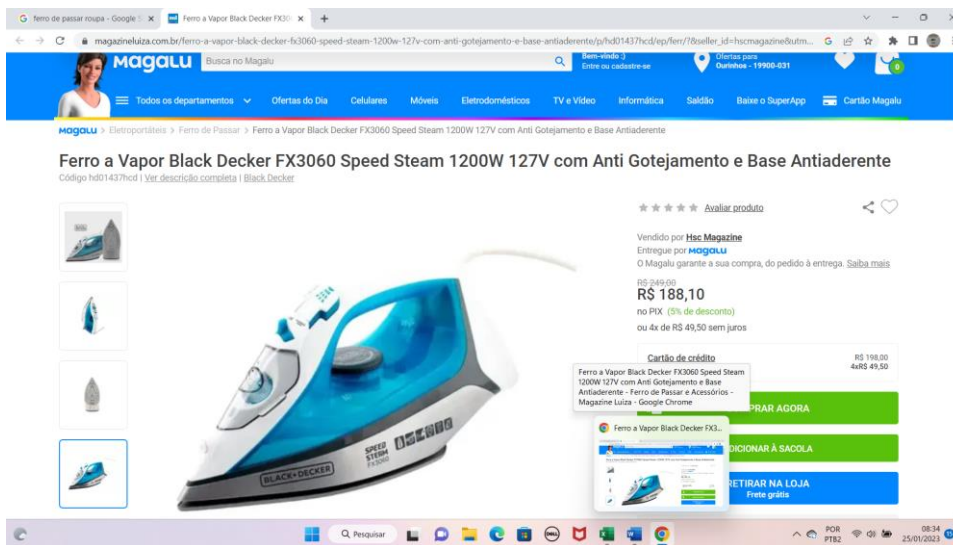 ferro de passar roupa - Google S
Ferro a Vapor Black Decker FX30
magazineluiza.com.br/ferro-a-vapor-black-decker-fx3060-speed-steam-1200w-127v-com-anti-gotejamento-e-base-antiaderente/p/hd01437hcd/ep/ferr/?&seller_id=hscmagazine&utm...
Magalu
Busca no Magalu
Bem-vindo :)
Entre ou cadastre-se
Ofertas para
Ourinhos - 19900-031
0
Todos os departamentos
Ofertas do Dia
Celulares
Móveis
Eletrodomésticos
TV e Vídeo
Informática
Saldão
Baixe o SuperApp
Cartão Magalu
Magalu > Eletroportáteis > Ferro de Passar > Ferro a Vapor Black Decker FX3060 Speed Steam 1200W 127V com Anti Gotejamento e Base Antiaderente
Ferro a Vapor Black Decker FX3060 Speed Steam 1200W 127V com Anti Gotejamento e Base Antiaderente
Código hd01437hcd | Ver descrição completa | Black Decker
Avaliar produto
Vendido por Hsc Magazine
Entregue por Magalu
O Magalu garante a sua compra, do pedido à entrega. Saiba mais
R$ 249,00
R$ 188,10
no PIX (5% de desconto)
ou 4x de R$ 49,50 sem juros
Cartão de crédito
R$ 198,00
4xR$ 49,50
Ferro a Vapor Black Decker FX3060 Speed Steam
1200W 127V com Anti Gotejamento e Base
Antiaderente - Ferro de Passar e Acessórios -
Magazine Luiza - Google Chrome
PRAR AGORA
Ferro a Vapor Black Decker FX3...
DICIONAR À SACOLA
RETIRAR NA LOJA
Frete grátis
SPEED
STEAM
FX3060
BLACK+DECKER
Pesquisar
DELL
POR
PTB2
08:34
25/01/2023